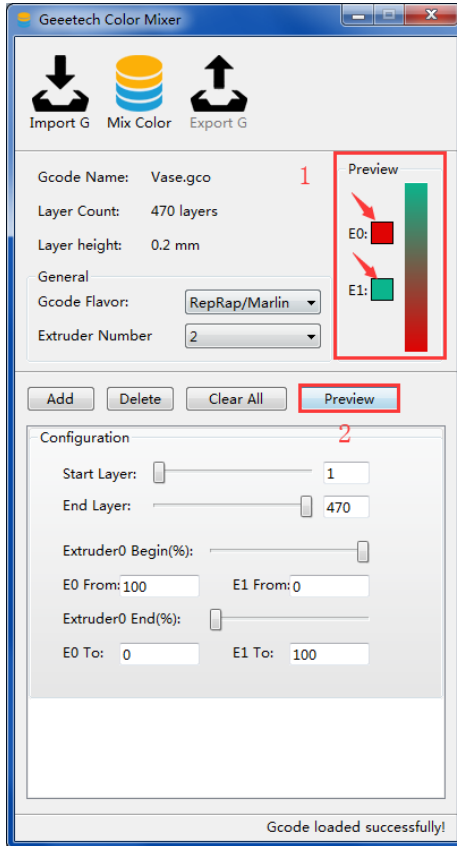 Geeetech Color Mixer
Import G Mix Color Export G
Gcode Name: Vase.gco
Layer Count: 470 layers
Layer height: 0.2 mm
General
Gcode Flavor: RepRap/Marlin
Extruder Number 2
1
Preview
E0:
E1:
Add Delete Clear All Preview
2
Configuration
Start Layer: 1
End Layer: 470
Extruder0 Begin(%):
E0 From: 100 E1 From: 0
Extruder0 End(%):
E0 To: 0 E1 To: 100
Gcode loaded successfully!